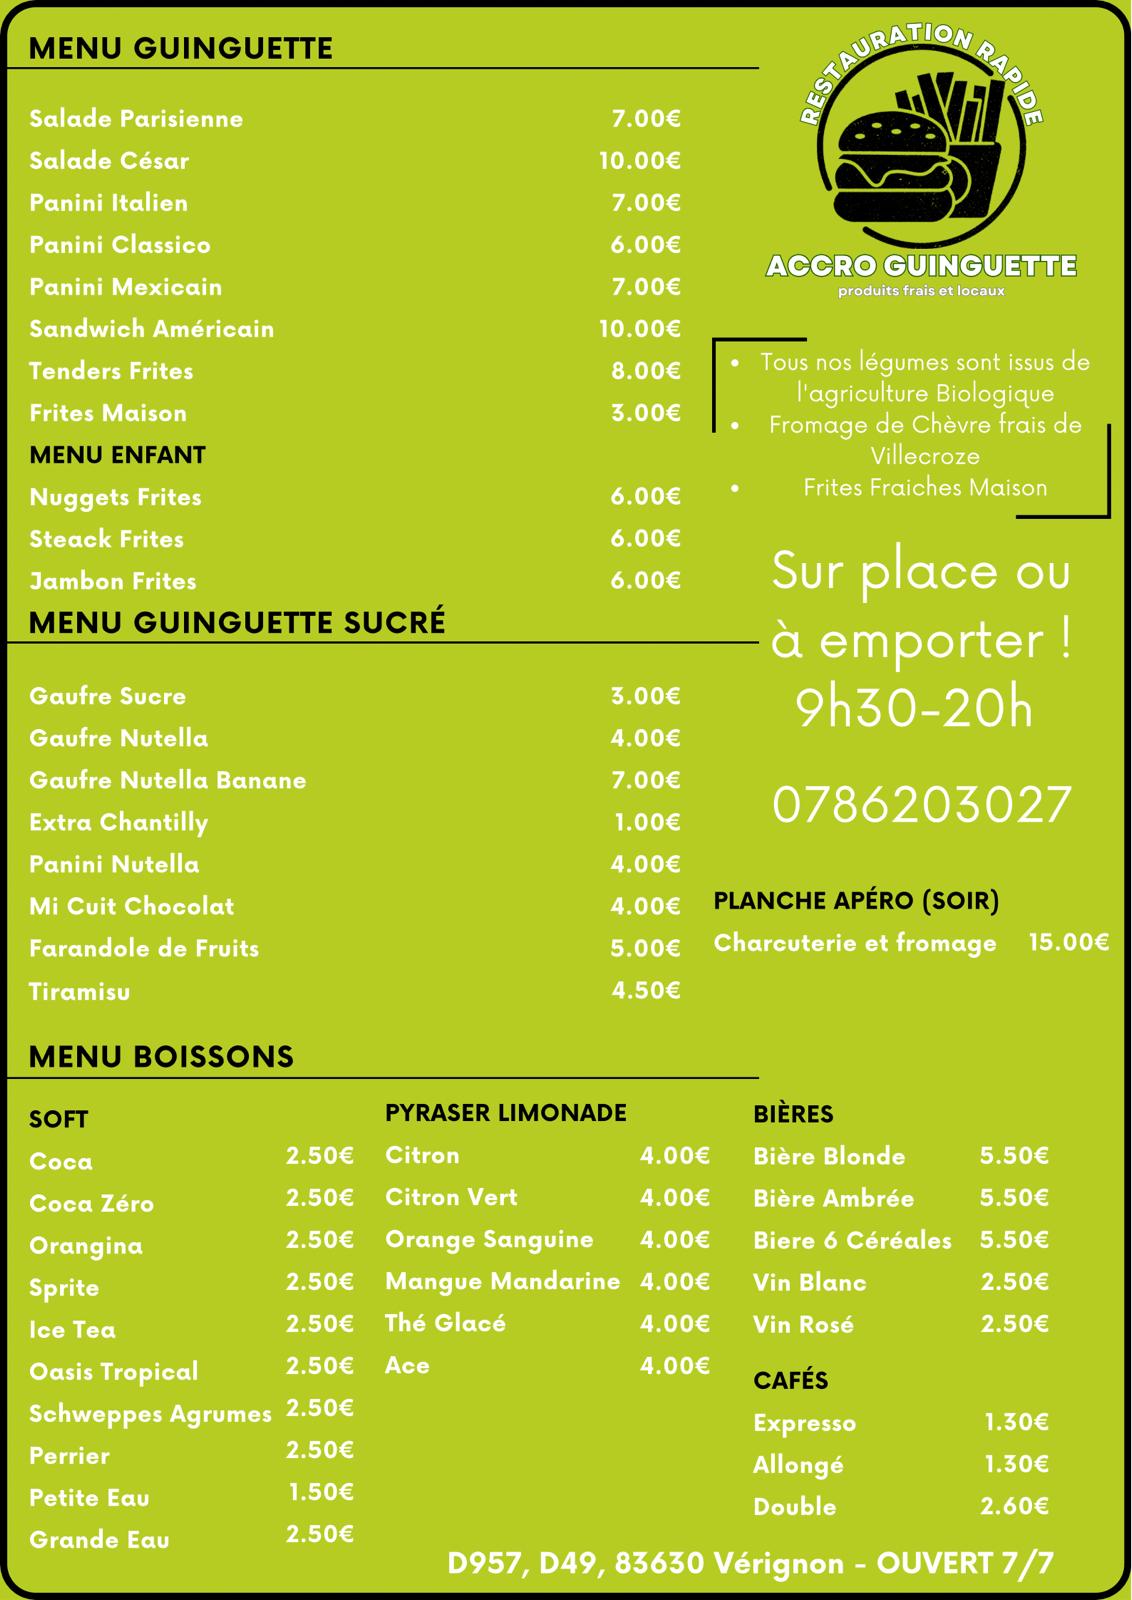 MENU GUINGUETTE
Salade Parisienne 7.00€
Salade César 10.00€
Panini Italien 7.00€
Panini Classico 6.00€
Panini Mexicain 7.00€
Sandwich Américain 10.00€
Tenders Frites 8.00€
Frites Maison 3.00€
MENU ENFANT
Nuggets Frites 6.00€
Steack Frites 6.00€
Jambon Frites 6.00€
MENU GUINGUETTE SUCRÉ
Gaufre Sucre 3.00€
Gaufre Nutella 4.00€
Gaufre Nutella Banane 7.00€
Extra Chantilly 1.00€
Panini Nutella 4.00€
Mi Cuit Chocolat 4.00€
Farandole de Fruits 5.00€
Tiramisu 4.50€
RESTAURATION RAPIDE
ACCRO GUINGUETTE
produits frais et locaux
• Tous nos légumes sont issus de
l'agriculture Biologique
• Fromage de Chèvre frais de
Villecroze
• Frites Fraiches Maison
Sur place ou
à emporter !
9h30-20h
0786203027
PLANCHE APÉRO (SOIR)
Charcuterie et fromage 15.00€
MENU BOISSONS
SOFT
Coca 2.50€
Coca Zéro 2.50€
Orangina 2.50€
Sprite 2.50€
Ice Tea 2.50€
Oasis Tropical 2.50€
Schweppes Agrumes 2.50€
Perrier 2.50€
Petite Eau 1.50€
Grande Eau 2.50€
PYRASER LIMONADE
Citron 4.00€
Citron Vert 4.00€
Orange Sanguine 4.00€
Mangue Mandarine 4.00€
Thé Glacé 4.00€
Ace 4.00€
BIÈRES
Bière Blonde 5.50€
Bière Ambrée 5.50€
Biere 6 Céréales 5.50€
Vin Blanc 2.50€
Vin Rosé 2.50€
CAFÉS
Expresso 1.30€
Allongé 1.30€
Double 2.60€
D957, D49, 83630 Vérignon - OUVERT 7/7